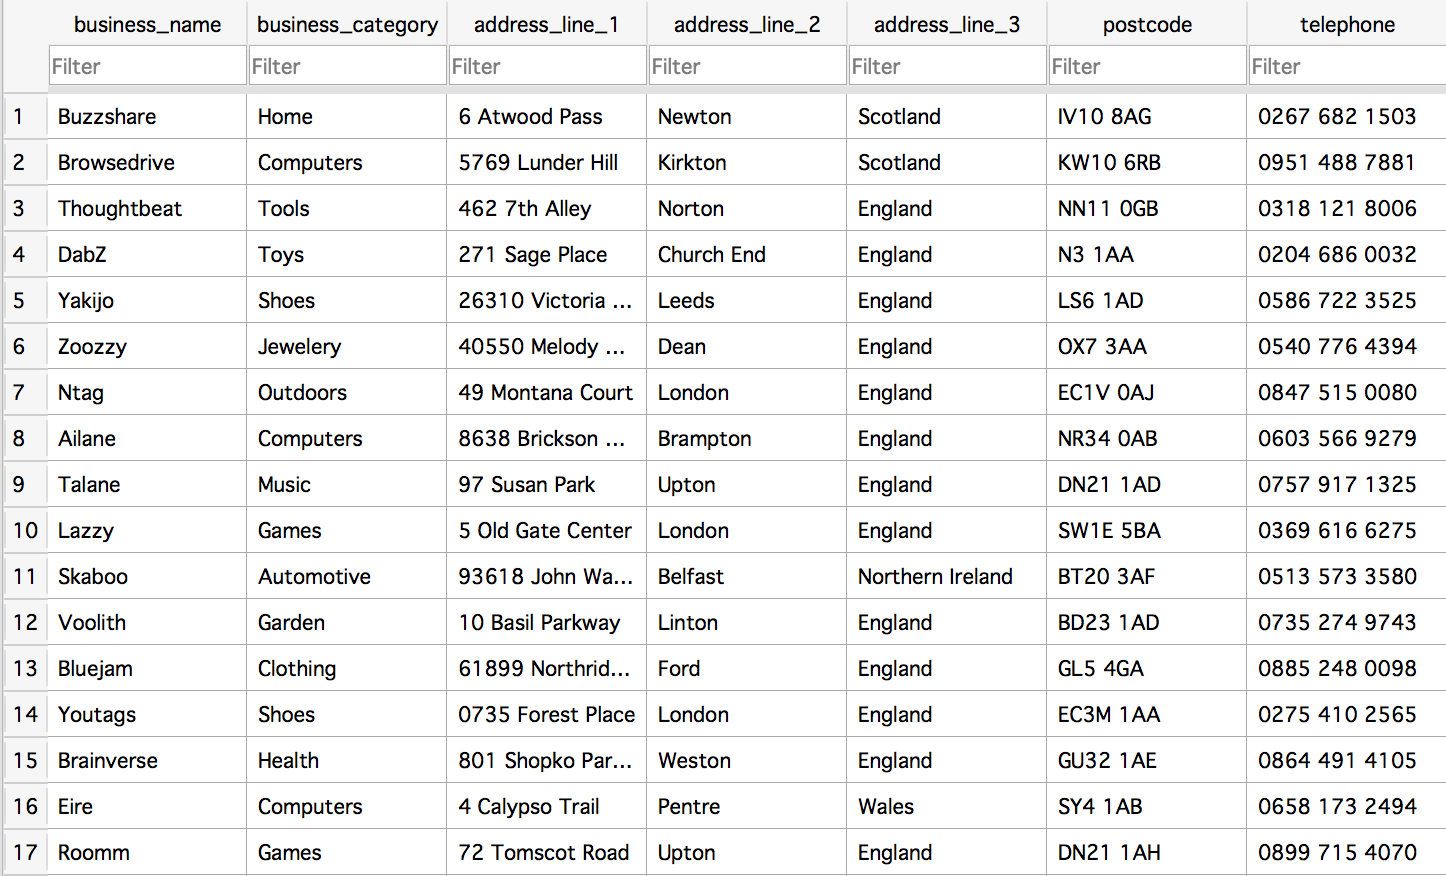 business_name business_category address_line_1 address_line_2 address_line_3 postcode telephone
Filter Filter Filter Filter Filter Filter Filter
1 Buzzshare Home 6 Atwood Pass Newton Scotland IV10 8AG 0267 682 1503
2 Browsedrive Computers 5769 Lunder Hill Kirkton Scotland KW10 6RB 0951 488 7881
3 Thoughtbeat Tools 462 7th Alley Norton England NN11 0GB 0318 121 8006
4 DabZ Toys 271 Sage Place Church End England N3 1AA 0204 686 0032
5 Yakijo Shoes 26310 Victoria ... Leeds England LS6 1AD 0586 722 3525
6 Zoozzy Jewelery 40550 Melody ... Dean England OX7 3AA 0540 776 4394
7 Ntag Outdoors 49 Montana Court London England EC1V 0AJ 0847 515 0080
8 Ailane Computers 8638 Brickson ... Brampton England NR34 0AB 0603 566 9279
9 Talane Music 97 Susan Park Upton England DN21 1AD 0757 917 1325
10 Lazzy Games 5 Old Gate Center London England SW1E 5BA 0369 616 6275
11 Skaboo Automotive 93618 John Wa... Belfast Northern Ireland BT20 3AF 0513 573 3580
12 Voolith Garden 10 Basil Parkway Linton England BD23 1AD 0735 274 9743
13 Bluejam Clothing 61899 Northrid... Ford England GL5 4GA 0885 248 0098
14 Youtags Shoes 0735 Forest Place London England EC3M 1AA 0275 410 2565
15 Brainverse Health 801 Shopko Par... Weston England GU32 1AE 0864 491 4105
16 Eire Computers 4 Calypso Trail Pentre Wales SY4 1AB 0658 173 2494
17 Roomm Games 72 Tomscot Road Upton England DN21 1AH 0899 715 4070